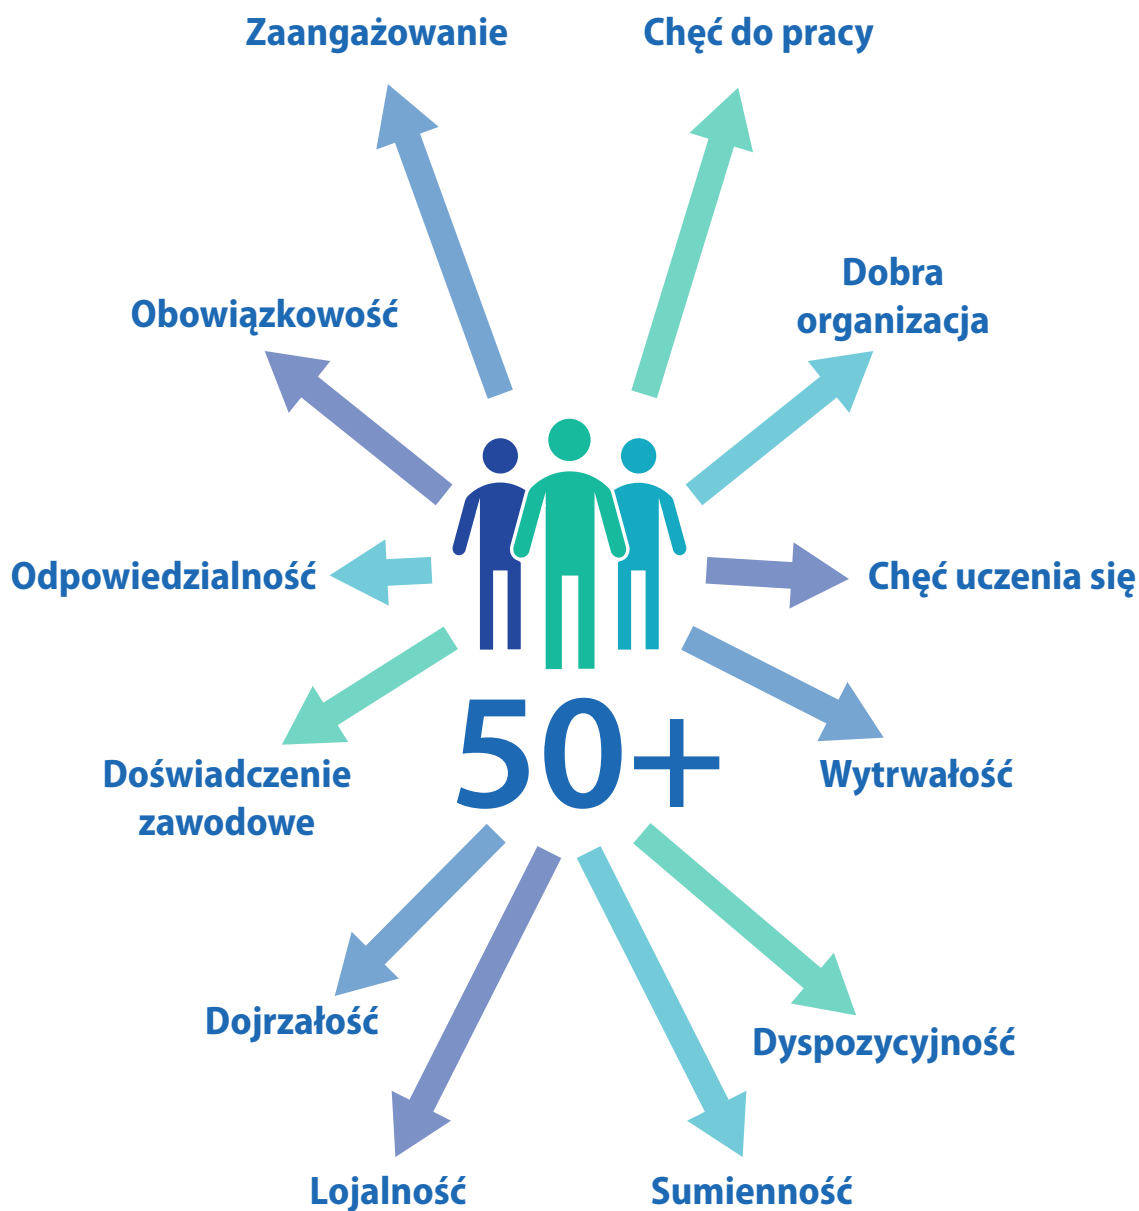 Zaangażowanie
Chęć do pracy
Dobra
organizacja
Obowiązkowość
Odpowiedzialność
Chęć uczenia się
50+
Doświadczenie
zawodowe
Wytrwałość
Dojrzałość
Dyspozycyjność
Lojalność
Sumienność